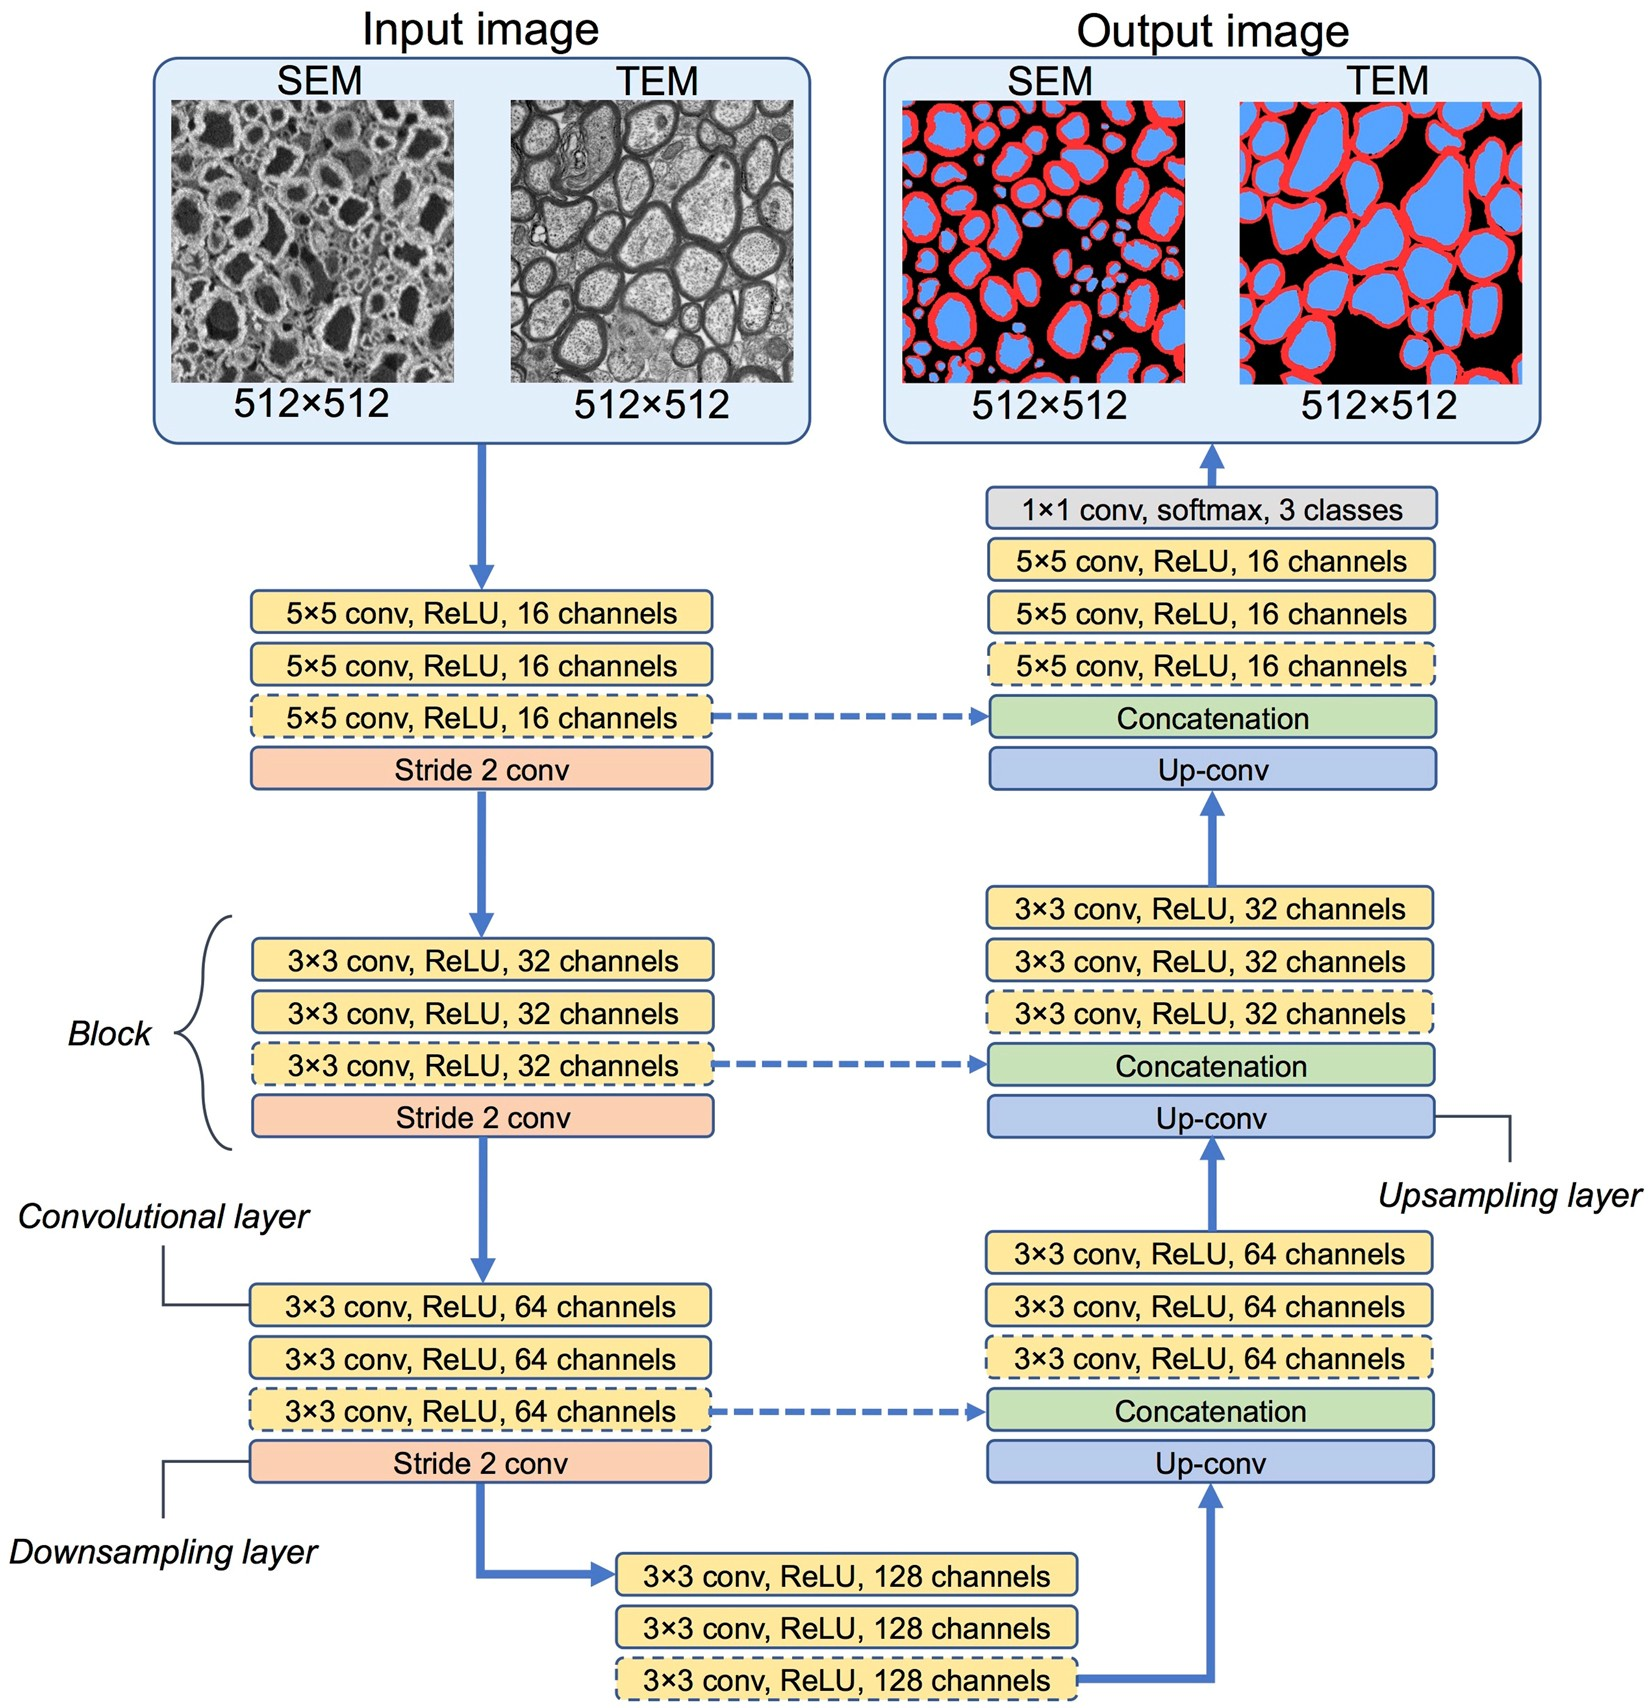 Input image
SEM
TEM
512×512
512×512
5×5 conv, ReLU, 16 channels
5×5 conv, ReLU, 16 channels
5×5 conv, ReLU, 16 channels
Stride 2 conv
Block
3×3 conv, ReLU, 32 channels
3×3 conv, ReLU, 32 channels
3×3 conv, ReLU, 32 channels
Stride 2 conv
Convolutional layer
3×3 conv, ReLU, 64 channels
3×3 conv, ReLU, 64 channels
3×3 conv, ReLU, 64 channels
Stride 2 conv
Downsampling layer
3×3 conv, ReLU, 128 channels
3×3 conv, ReLU, 128 channels
3×3 conv, ReLU, 128 channels
Output image
SEM
TEM
512×512
512×512
1×1 conv, softmax, 3 classes
5×5 conv, ReLU, 16 channels
5×5 conv, ReLU, 16 channels
5×5 conv, ReLU, 16 channels
Concatenation
Up-conv
3×3 conv, ReLU, 32 channels
3×3 conv, ReLU, 32 channels
3×3 conv, ReLU, 32 channels
Concatenation
Up-conv
Upsampling layer
3×3 conv, ReLU, 64 channels
3×3 conv, ReLU, 64 channels
3×3 conv, ReLU, 64 channels
Concatenation
Up-conv